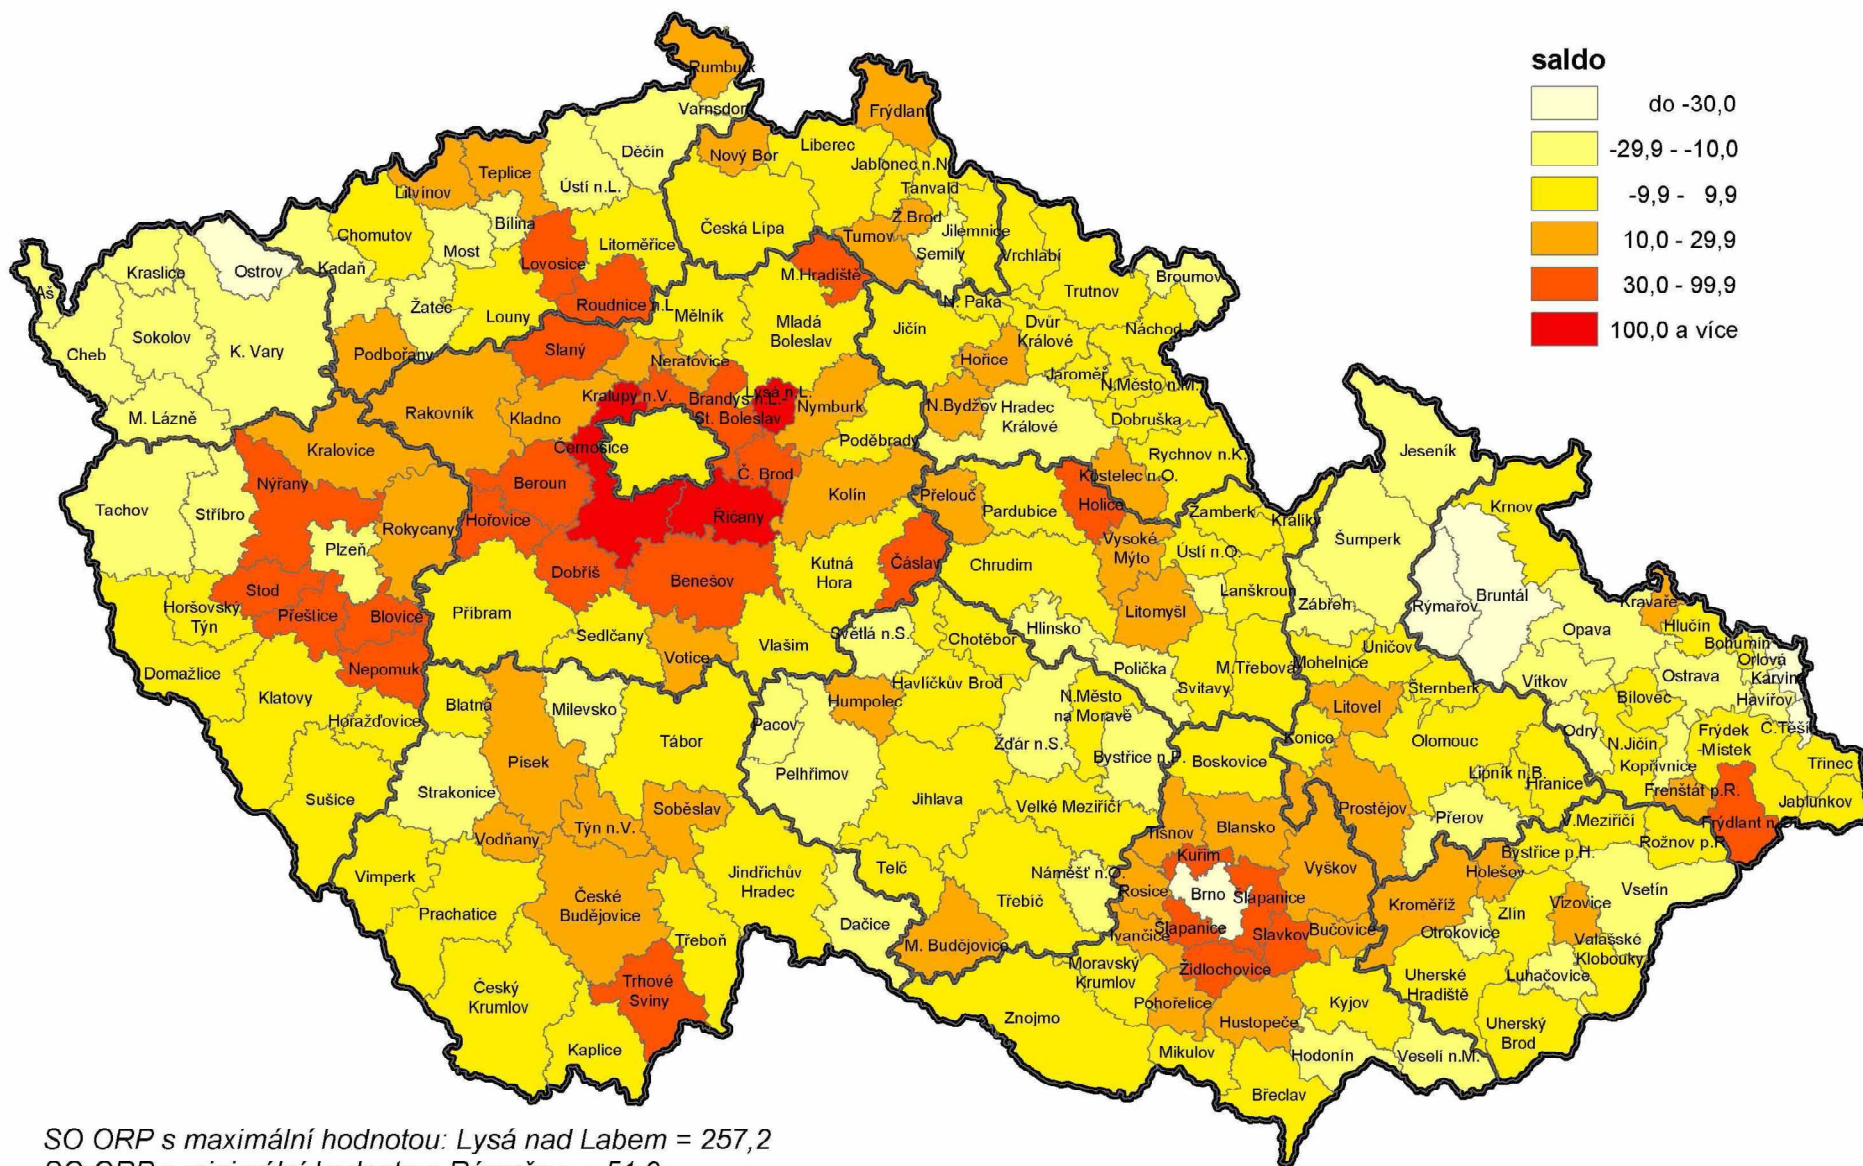 saldo
do -30,0
-29,9 - -10,0
-9,9 - 9,9
10,0 - 29,9
30,0 - 99,9
100,0 a více
Rumburk
Varnsdorf
Frýdlant
Děčín
Nový Bor
Liberec
Jablonec n.N.
Teplice
Litvínov
Ústí n.L.
Tanvald
Bílina
Ž.Brod
Česká Lípa
Chomutov
Most
Litoměřice
Turnov
Jilemnice
Semily
Vrchlabí
Kadaň
Lovosice
Kraslice
Ostrov
M.Hradiště
Broumov
Aš
Trutnov
Žatec
Roudnice n.L.
Louny
Mělník
N. Paka
Mladá
Boleslav
Jičín
Dvůr
Králové
Náchod
Sokolov
K. Vary
Cheb
Podbořany
Slaný
Neratovice
Hořice
Jaroměř
N.Město n.M.
Kralupy n.V.
Brandýs n.L.-
St. Boleslav
Lysá n.L.
Nymburk
N.Bydžov
Hradec
Králové
M. Lázně
Rakovník
Kladno
Dobruška
Poděbrady
Kralovice
Černošice
Rychnov n.K.
Jeseník
Č. Brod
Kostelec n.O.
Nýřany
Beroun
Kolín
Přelouč
Pardubice
Holice
Tachov
Stříbro
Rokycany
Hořovice
Říčany
Žamberk
Králíky
Krnov
Plzeň
Vysoké
Mýto
Ústí n.O.
Šumperk
Dobříš
Benešov
Kutná
Hora
Čáslav
Chrudim
Stod
Lanškroun
Zábřeh
Rýmařov
Bruntál
Kravaře
Horšovský
Týn
Přeštice
Blovice
Příbram
Litomyšl
Hlučín
Sedlčany
Vlašim
Světlá n.S.
Chotěboř
Hlinsko
Opava
Bohumín
Orlová
Votice
Uničov
Karviná
Domažlice
Nepomuk
Polička
M.Třebová
Mohelnice
Ostrava
Vítkov
Havířov
Klatovy
Havlíčkův Brod
Svitavy
Šternberk
Bílovec
Blatná
Milevsko
Humpolec
N.Město
na Moravě
Litovel
Horažďovice
Pacov
Č.Těšín
Tábor
Žďár n.S.
Konice
Olomouc
Odry
N.Jičín
Frýdek
-Místek
Písek
Pelhřimov
Bystřice n.P.
Boskovice
Kopřivnice
Třinec
Lipník n.B.
Hranice
Strakonice
Sušice
Jihlava
Velké Meziříčí
Frenštát p.R.
Jablunkov
Soběslav
Prostějov
Přerov
Týn n.V.
Tišnov
Blansko
V.Meziříčí
Frýdlant n.O.
Vodňany
Rožnov p.R.
Kuřim
Bystřice p.H.
Vimperk
Jindřichův
Hradec
Telč
Náměšť n.O.
Vyškov
Holešov
Vsetín
České
Budějovice
Třebíč
Rosice
Brno
Šlapanice
Kroměříž
Vizovice
Prachatice
Dačice
Zlín
Ivančice
Šlapanice
Slavkov
Bučovice
Otrokovice
Třeboň
M. Budějovice
Valašské
Klobouky
Moravský
Krumlov
Židlochovice
Luhačovice
Uherské
Hradiště
Trhové
Sviny
Český
Krumlov
Pohořelice
Kyjov
Znojmo
Hustopeče
Uherský
Brod
Kaplice
Mikulov
Hodonín
Veselí n.M.
Břeclav
SO ORP s maximální hodnotou: Lysá nad Labem = 257,2